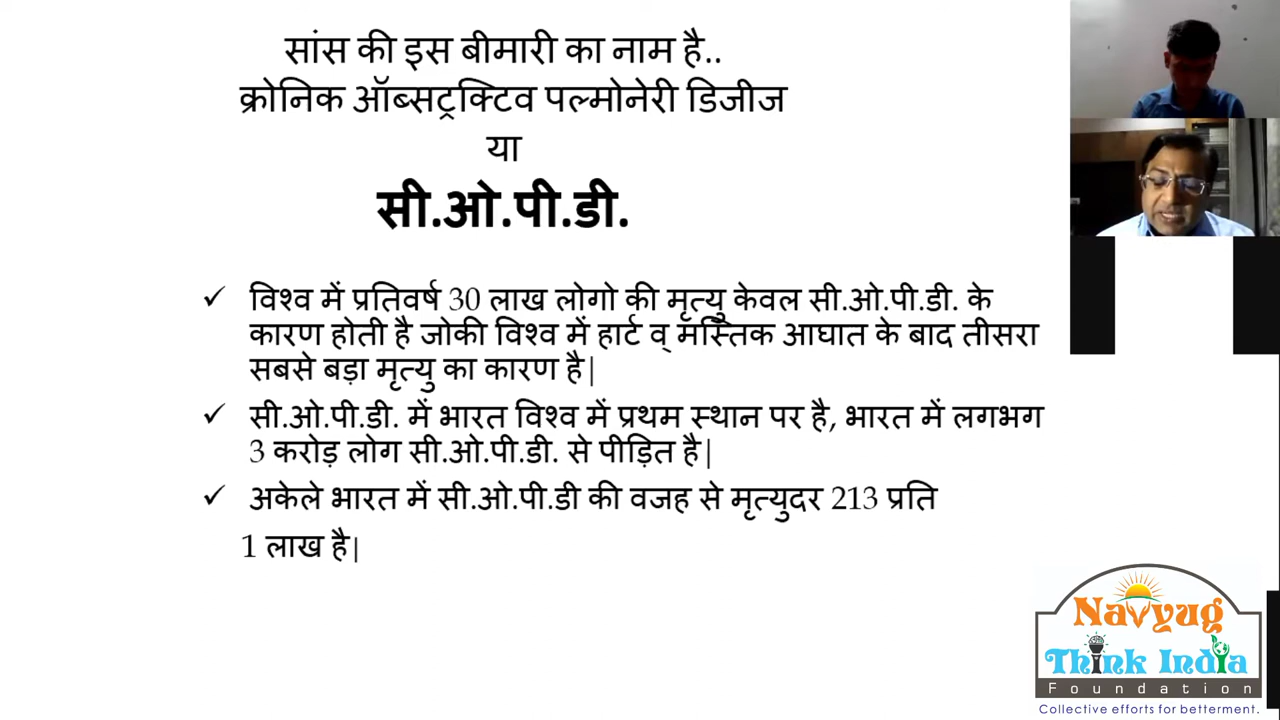 सांस की इस बीमारी का नाम है..
क्रोनिक ऑब्सट्रक्टिव पल्मोनेरी डिजीज
या
सी.ओ.पी.डी.
✓ विश्व में प्रतिवर्ष 30 लाख लोगो की मृत्यु केवल सी.ओ.पी.डी. के
कारण होती है जोकी विश्व में हार्ट व् मस्तिक आघात के बाद तीसरा
सबसे बड़ा मृत्यु का कारण है|
✓ सी.ओ.पी.डी. में भारत विश्व में प्रथम स्थान पर है, भारत में लगभग
3 करोड़ लोग सी.ओ.पी.डी. से पीड़ित है|
✓ अकेले भारत में सी.ओ.पी.डी की वजह से मृत्युदर 213 प्रति
1 लाख है|
Navyug
Think India
Foundation
Collective efforts for betterment.